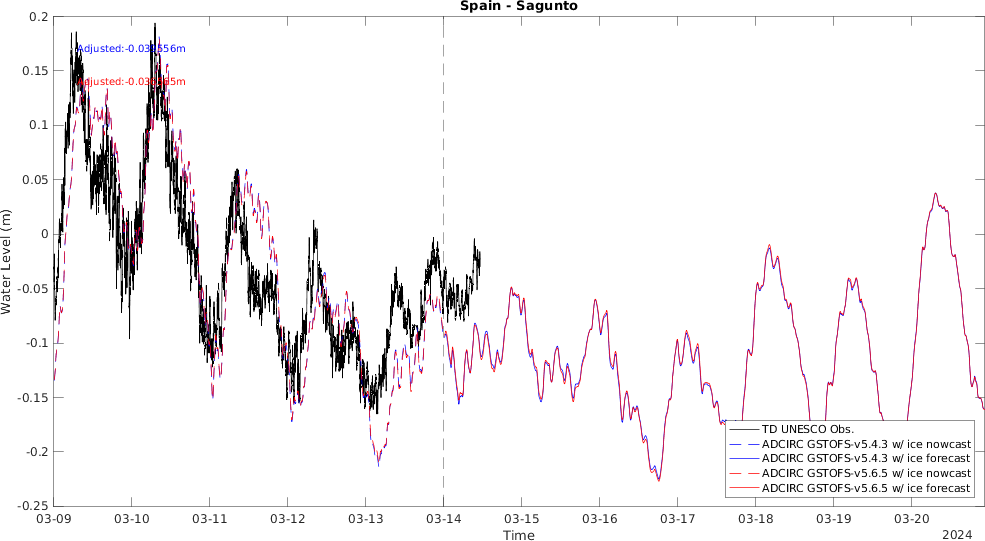 Spain - Sagunto
Water Level (m)
0.2
0.15
0.1
0.05
0
-0.05
-0.1
-0.15
-0.2
-0.25
TD UNESCO Obs.
ADCIRC GSTOFS-v5.4.3 w/ ice nowcast
ADCIRC GSTOFS-v5.4.3 w/ ice forecast
ADCIRC GSTOFS-v5.6.5 w/ ice nowcast
ADCIRC GSTOFS-v5.6.5 w/ ice forecast
03-09 03-10 03-11 03-12 03-13 03-14 03-15 03-16 03-17 03-18 03-19 03-20
Time
2024